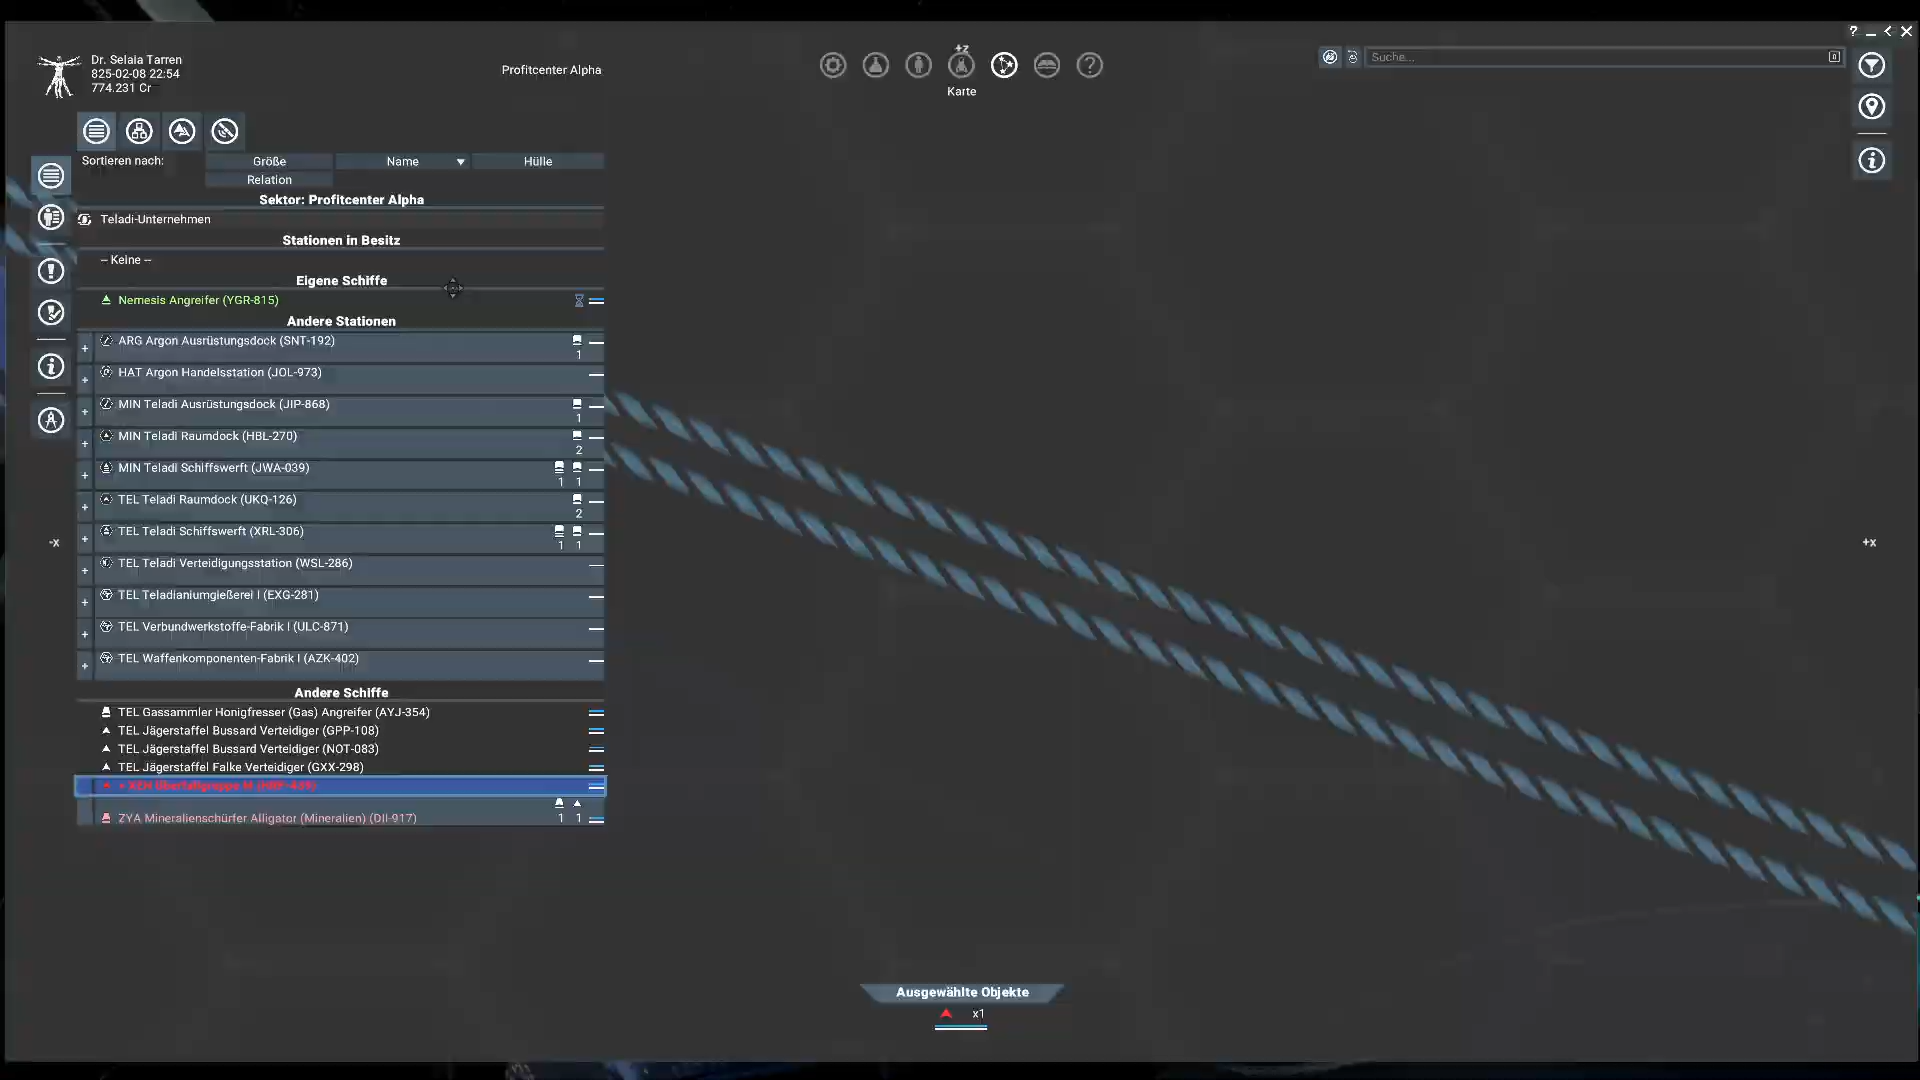 ? _ < ×
Dr. Selaia Tarren
825-02-08 22:54
774.231 Cr
Profitcenter Alpha
+z
Karte
Suche...
Sortieren nach:
Größe
Name
Hülle
Relation
Sektor: Profitcenter Alpha
Teladi-Unternehmen
Stationen in Besitz
-- Keine --
Eigene Schiffe
Nemesis Angreifer (YGR-815)
Andere Stationen
+ ARG Argon Ausrüstungsdock (SNT-192)
1
+ HAT Argon Handelsstation (JOL-973)
+ MIN Teladi Ausrüstungsdock (JIP-868)
1
+ MIN Teladi Raumdock (HBL-270)
2
+ MIN Teladi Schiffswerft (JWA-039)
1 1
+ TEL Teladi Raumdock (UKQ-126)
2
+ TEL Teladi Schiffswerft (XRL-306)
1 1
+ TEL Teladi Verteidigungsstation (WSL-286)
+ TEL Teladianiumgießerei I (EXG-281)
+ TEL Verbundwerkstoffe-Fabrik I (ULC-871)
+ TEL Waffenkomponenten-Fabrik I (AZK-402)
Andere Schiffe
TEL Gassammler Honigfresser (Gas) Angreifer (AYJ-354)
TEL Jägerstaffel Bussard Verteidiger (GPP-108)
TEL Jägerstaffel Bussard Verteidiger (NOT-083)
TEL Jägerstaffel Falke Verteidiger (GXX-298)
XEN Überfallgruppe M
ZYA Mineralienschürfer Alligator (Mineralien) (DII-917)
1 1
-x
+x
Ausgewählte Objekte
x1